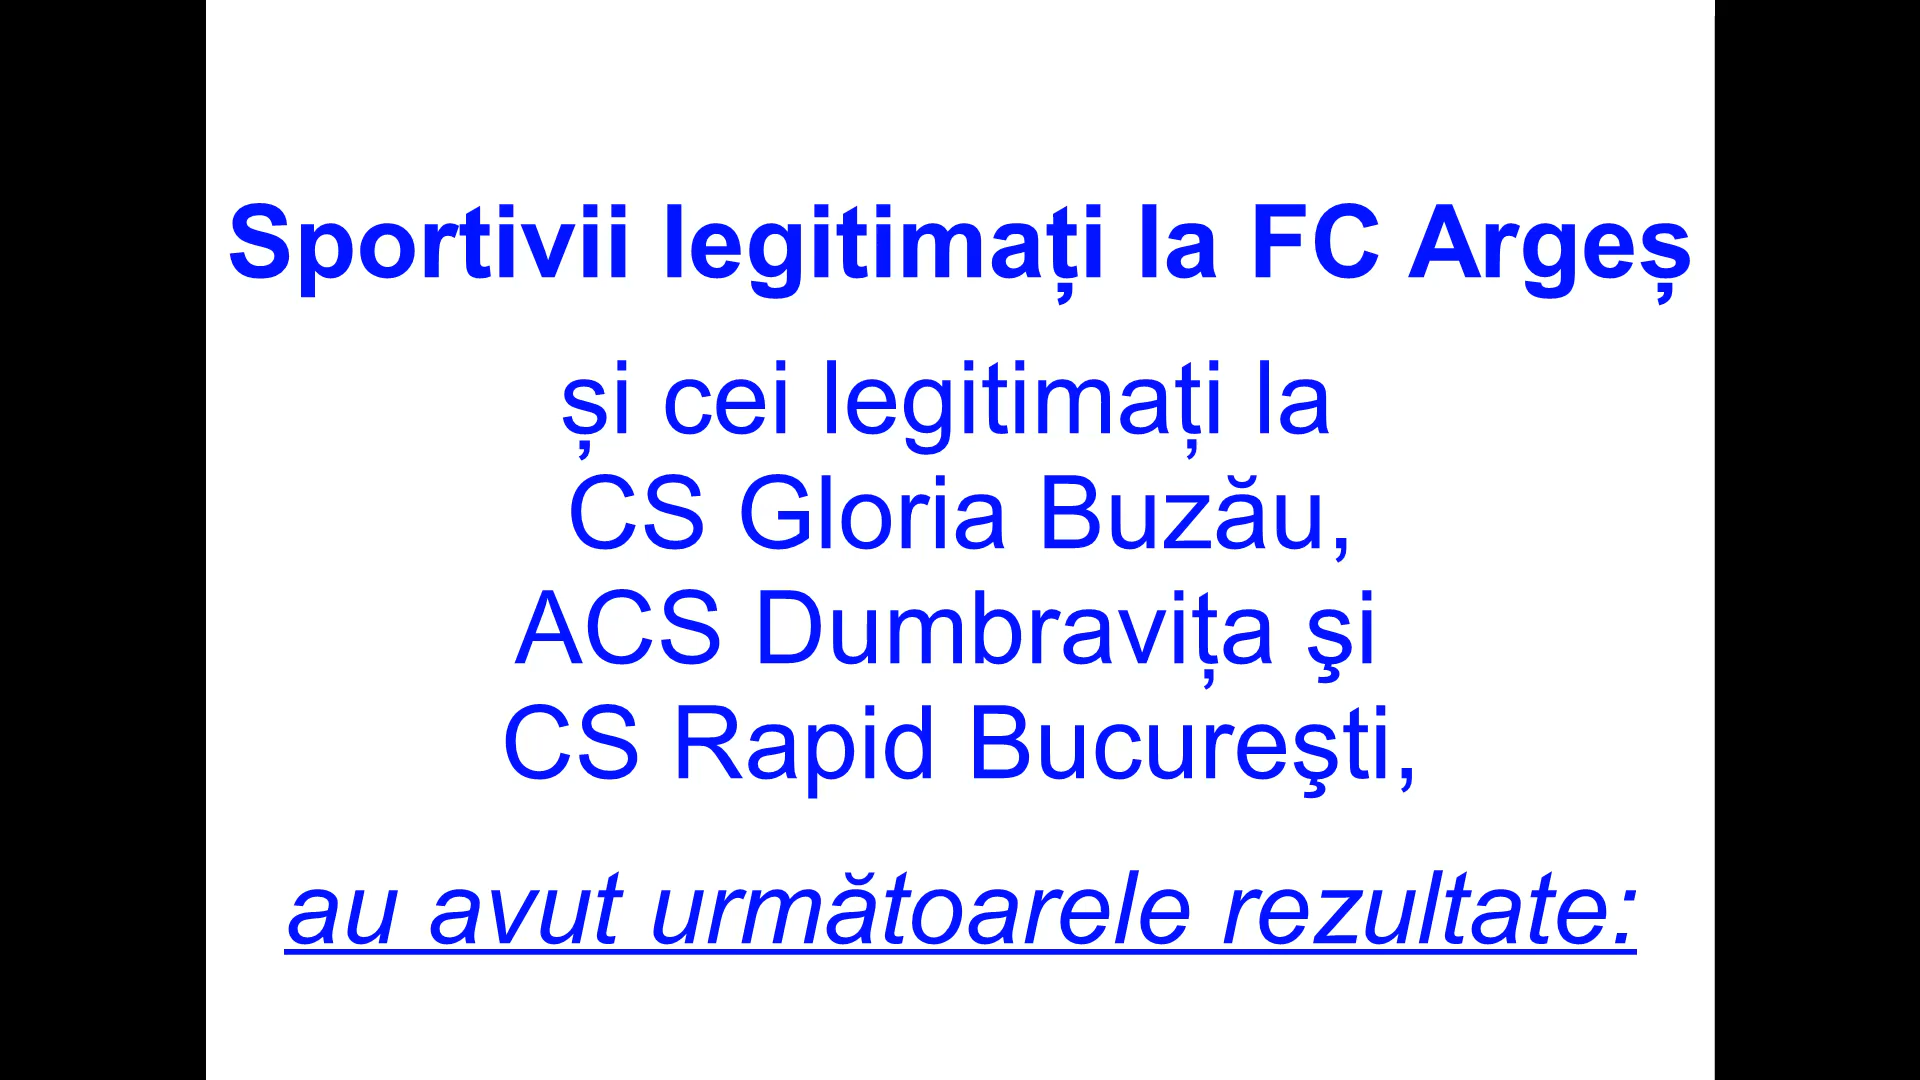 Sportivii legitimați la FC Argeș
și cei legitimați la
CS Gloria Buzău,
ACS Dumbravița şi
CS Rapid Bucureşti,
au avut următoarele rezultate: